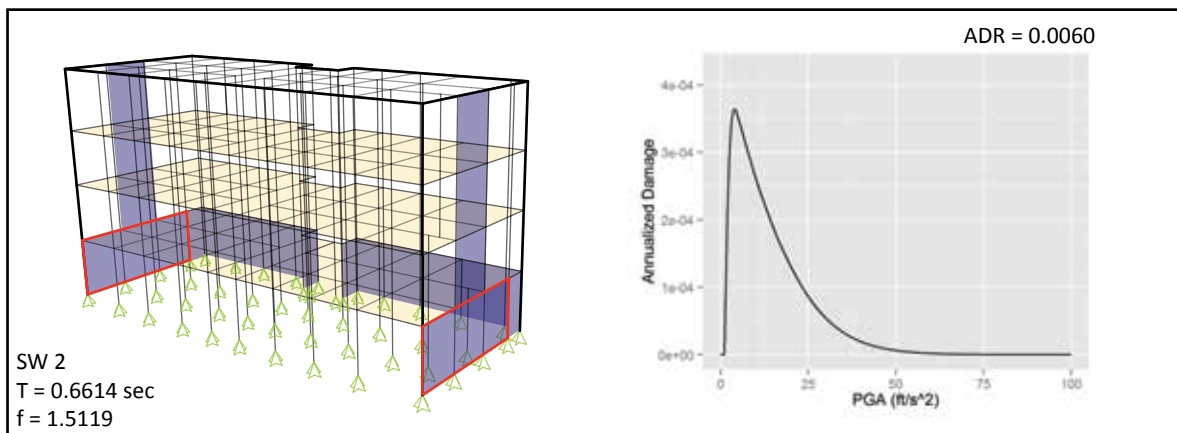 SW 2
T = 0.6614 sec
f = 1.5119
ADR = 0.0060
Annualized Damage
4e-04
3e-04
2e-04
1e-04
0e+00
0 25 50 75 100
PGA (ft/s^2)